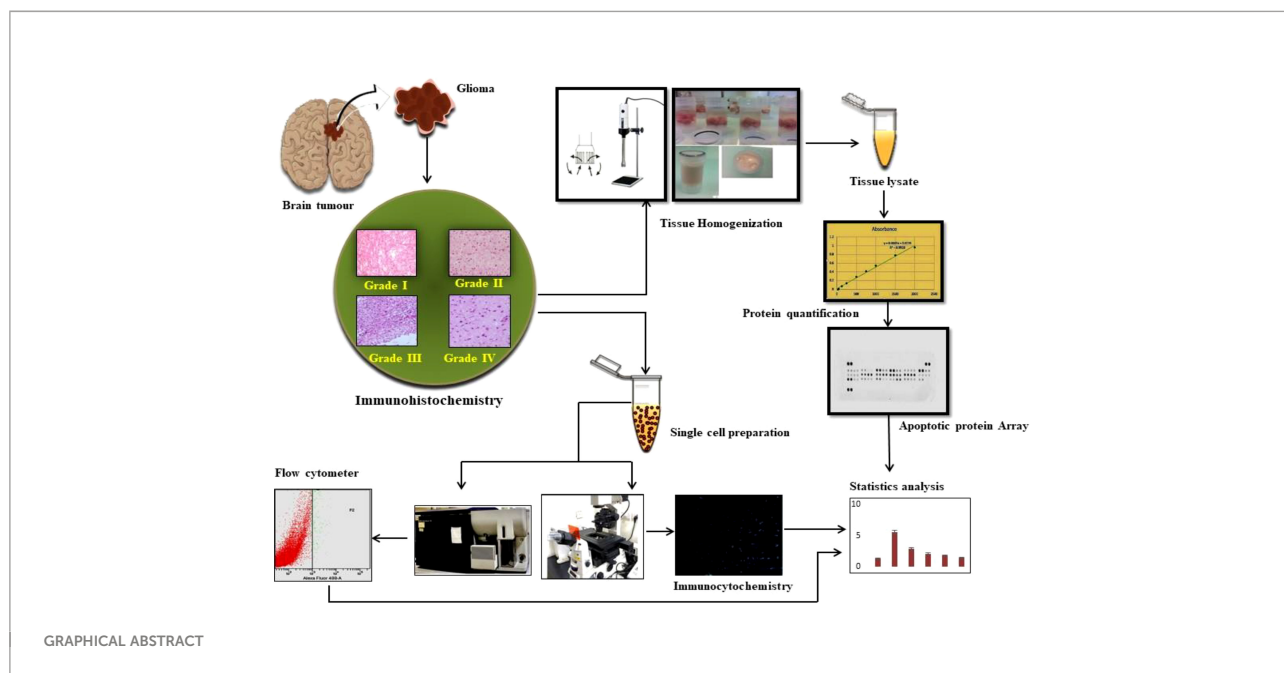 Glioma
Brain tumour
Grade I
Grade II
Grade III
Grade IV
Immunohistochemistry
Tissue Homogenization
Tissue lysate
Absorbance
Protein quantification
Apoptotic protein Array
Single cell preparation
Flow cytometer
P2
Alexa Fluor 488-A
Immunocytochemistry
Statistics analysis
10
5
0
GRAPHICAL ABSTRACT